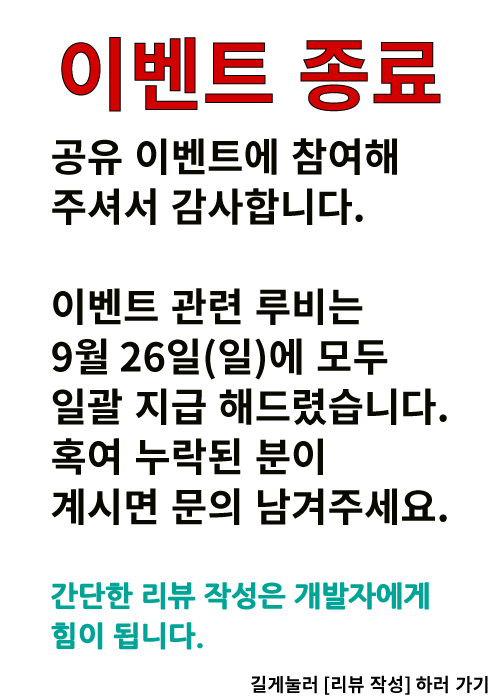 이벤트 종료
공유 이벤트에 참여해
주셔서 감사합니다.
이벤트 관련 루비는
9월 26일(일)에 모두
일괄 지급 해드렸습니다.
혹여 누락된 분이
계시면 문의 남겨주세요.
간단한 리뷰 작성은 개발자에게
힘이 됩니다.
길게눌러 [리뷰 작성] 하러 가기